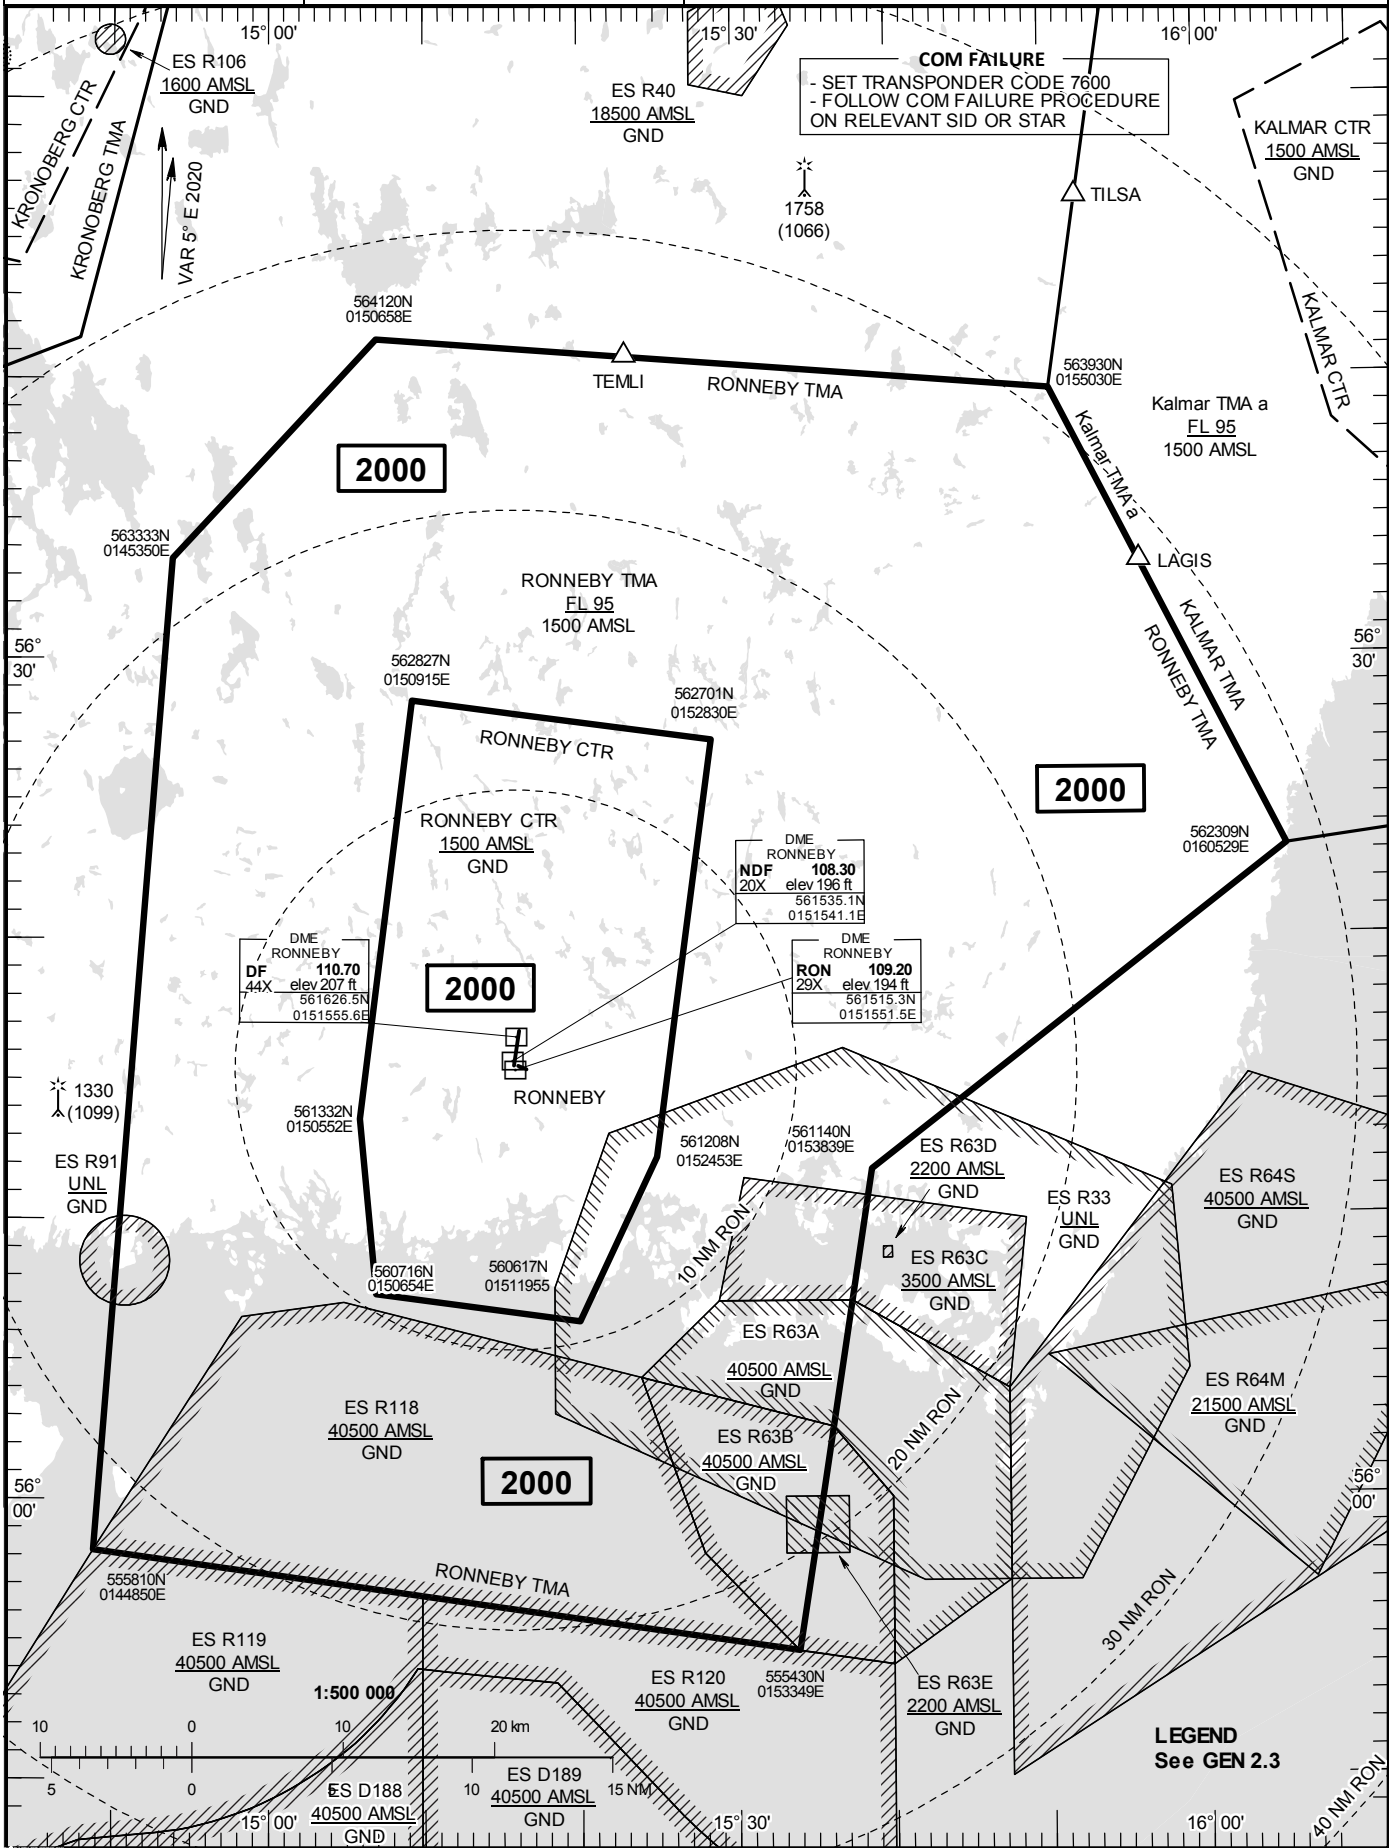 15° 00'
15° 30'
16° 00'
ES R106
1600 AMSL
GND
KRONOBERG CTR
KRONOBERG TMA
VAR 5° E 2020
ES R40
18500 AMSL
GND
COM FAILURE
- SET TRANSPONDER CODE 7600
- FOLLOW COM FAILURE PROCEDURE
ON RELEVANT SID OR STAR
KALMAR CTR
1500 AMSL
GND
1758
(1066)
TILSA
564120N
0150658E
TEMLI
RONNEBY TMA
563930N
0155030E
KALMAR CTR
Kalmar TMA a
FL 95
1500 AMSL
Kalmar TMA a
2000
563333N
0145350E
LAGIS
KALMAR TMA
RONNEBY TMA
RONNEBY TMA
FL 95
1500 AMSL
56°
30'
56°
30'
562827N
0150915E
562701N
0152830E
RONNEBY CTR
2000
562309N
0160529E
RONNEBY CTR
1500 AMSL
GND
DME
RONNEBY
NDF 108.30
20X elev 196 ft
561535.1N
0151541.1E
DME
RONNEBY
DF 110.70
44X elev 207 ft
561626.5N
0151555.6E
2000
DME
RONNEBY
RON 109.20
29X elev 194 ft
561515.3N
0151551.5E
1330
(1099)
RONNEBY
561332N
0150552E
561208N
0152453E
561140N
0153839E
ES R63D
2200 AMSL
GND
ES R91
UNL
GND
ES R33
UNL
GND
ES R64S
40500 AMSL
GND
10 NM RON
560716N
0150654E
560617N
01511955
ES R63C
3500 AMSL
GND
ES R63A
40500 AMSL
GND
ES R118
40500 AMSL
GND
ES R64M
21500 AMSL
GND
ES R63B
40500 AMSL
GND
20 NM RON
2000
56°
00'
56°
00'
555810N
0144850E
RONNEBY TMA
30 NM RON
ES R119
40500 AMSL
GND
1:500 000
ES R120
40500 AMSL
GND
555430N
0153349E
ES R63E
2200 AMSL
GND
LEGEND
See GEN 2.3
10 0 10 20 km
5 0 5 10 15 NM
ES D188
40500 AMSL
GND
ES D189
40500 AMSL
GND
40 NM RON
15° 00'
15° 30'
16° 00'